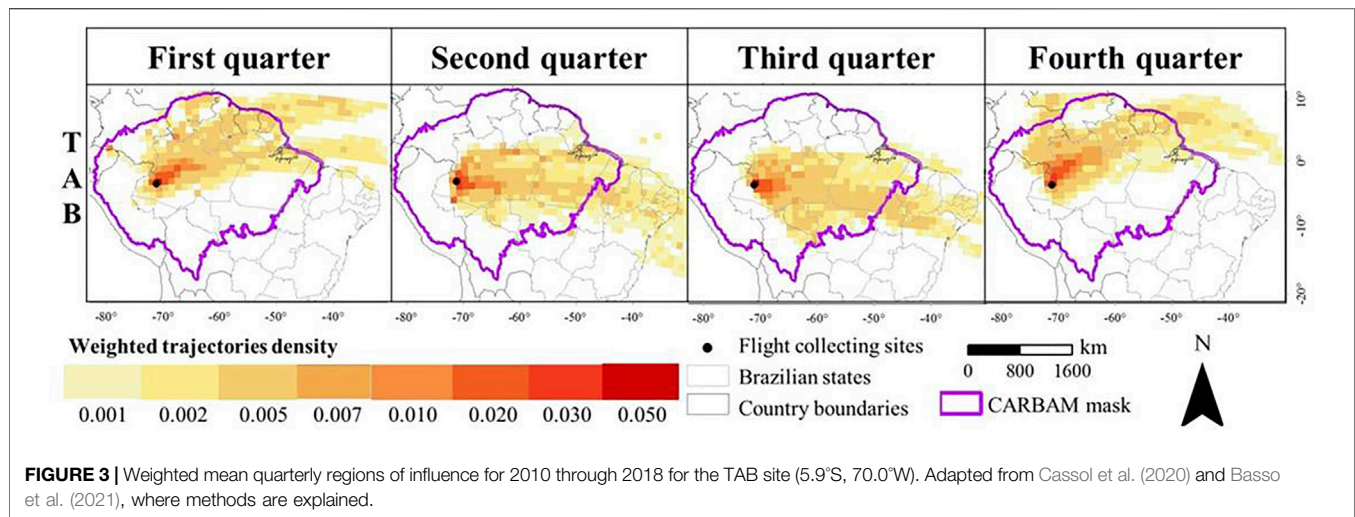 First quarter Second quarter Third quarter Fourth quarter
T
A
B
10°
0°
-10°
-20°
-80° -70° -60° -50° -40° -80° -70° -60° -50° -40° -80° -70° -60° -50° -40° -80° -70° -60° -50° -40°
Weighted trajectories density
0.001 0.002 0.005 0.007 0.010 0.020 0.030 0.050
Flight collecting sites
Brazilian states
Country boundaries
km
0 800 1600
CARBAM mask
N
FIGURE 3 | Weighted mean quarterly regions of influence for 2010 through 2018 for the TAB site (5.9°S, 70.0°W). Adapted from Cassol et al. (2020) and Basso
et al. (2021), where methods are explained.